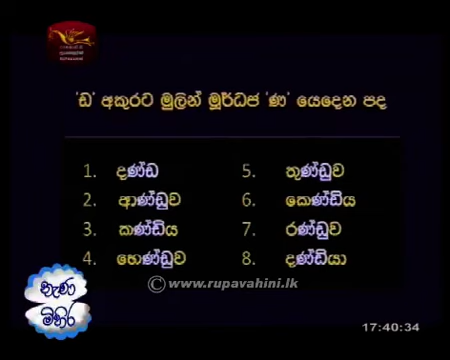 'ඩ' අකුරට මුලින් මූර්ධජ 'ණ' යෙදෙන පද
1. දණ්ඩ
2. ආණ්ඩුව
3. කණ්ඩිය
4. භෙණ්ඩුව
5. තුණ්ඩුව
6. කෙණ්ඩිය
7. රණ්ඩුව
8. දණ්ඩියා
© www.rupavahini.lk
නැණ
මිහිර
17:40:34